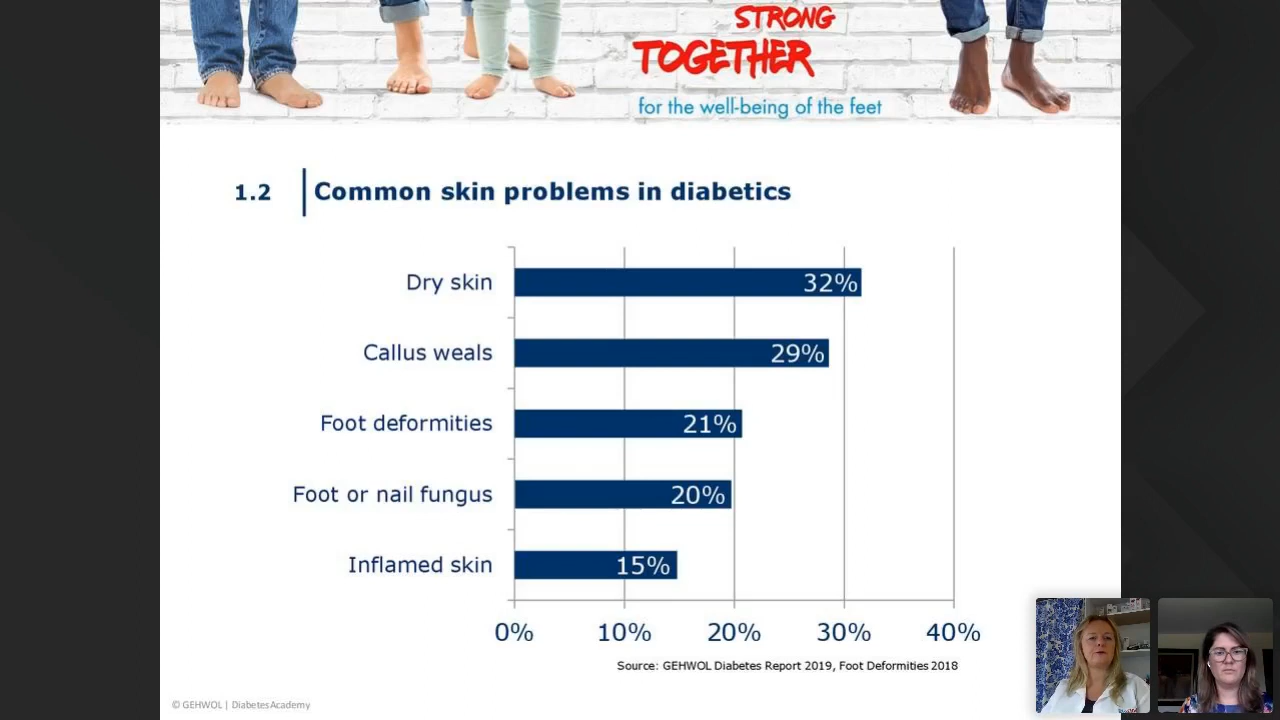 STRONG
TOGETHER
for the well-being of the feet
1.2 Common skin problems in diabetics
Dry skin 32%
Callus weals 29%
Foot deformities 21%
Foot or nail fungus 20%
Inflamed skin 15%
0% 10% 20% 30% 40%
Source: GEHWOL Diabetes Report 2019, Foot Deformities 2018
© GEHWOL | DiabetesAcademy